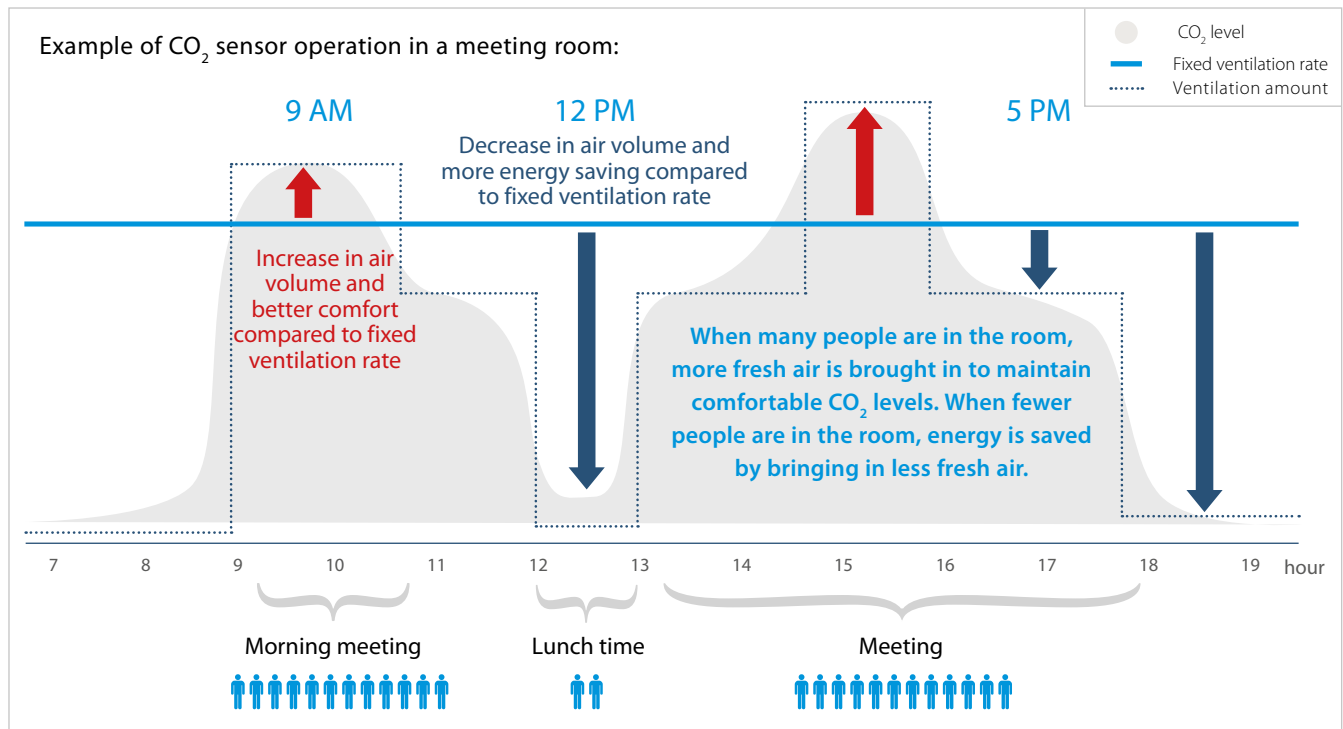 Example of CO₂ sensor operation in a meeting room:
CO₂ level
Fixed ventilation rate
Ventilation amount
9 AM
12 PM
5 PM
Decrease in air volume and
more energy saving compared
to fixed ventilation rate
Increase in air
volume and
better comfort
compared to fixed
ventilation rate
When many people are in the room,
more fresh air is brought in to maintain
comfortable CO₂ levels. When fewer
people are in the room, energy is saved
by bringing in less fresh air.
7 8 9 10 11 12 13 14 15 16 17 18 19 hour
Morning meeting
Lunch time
Meeting